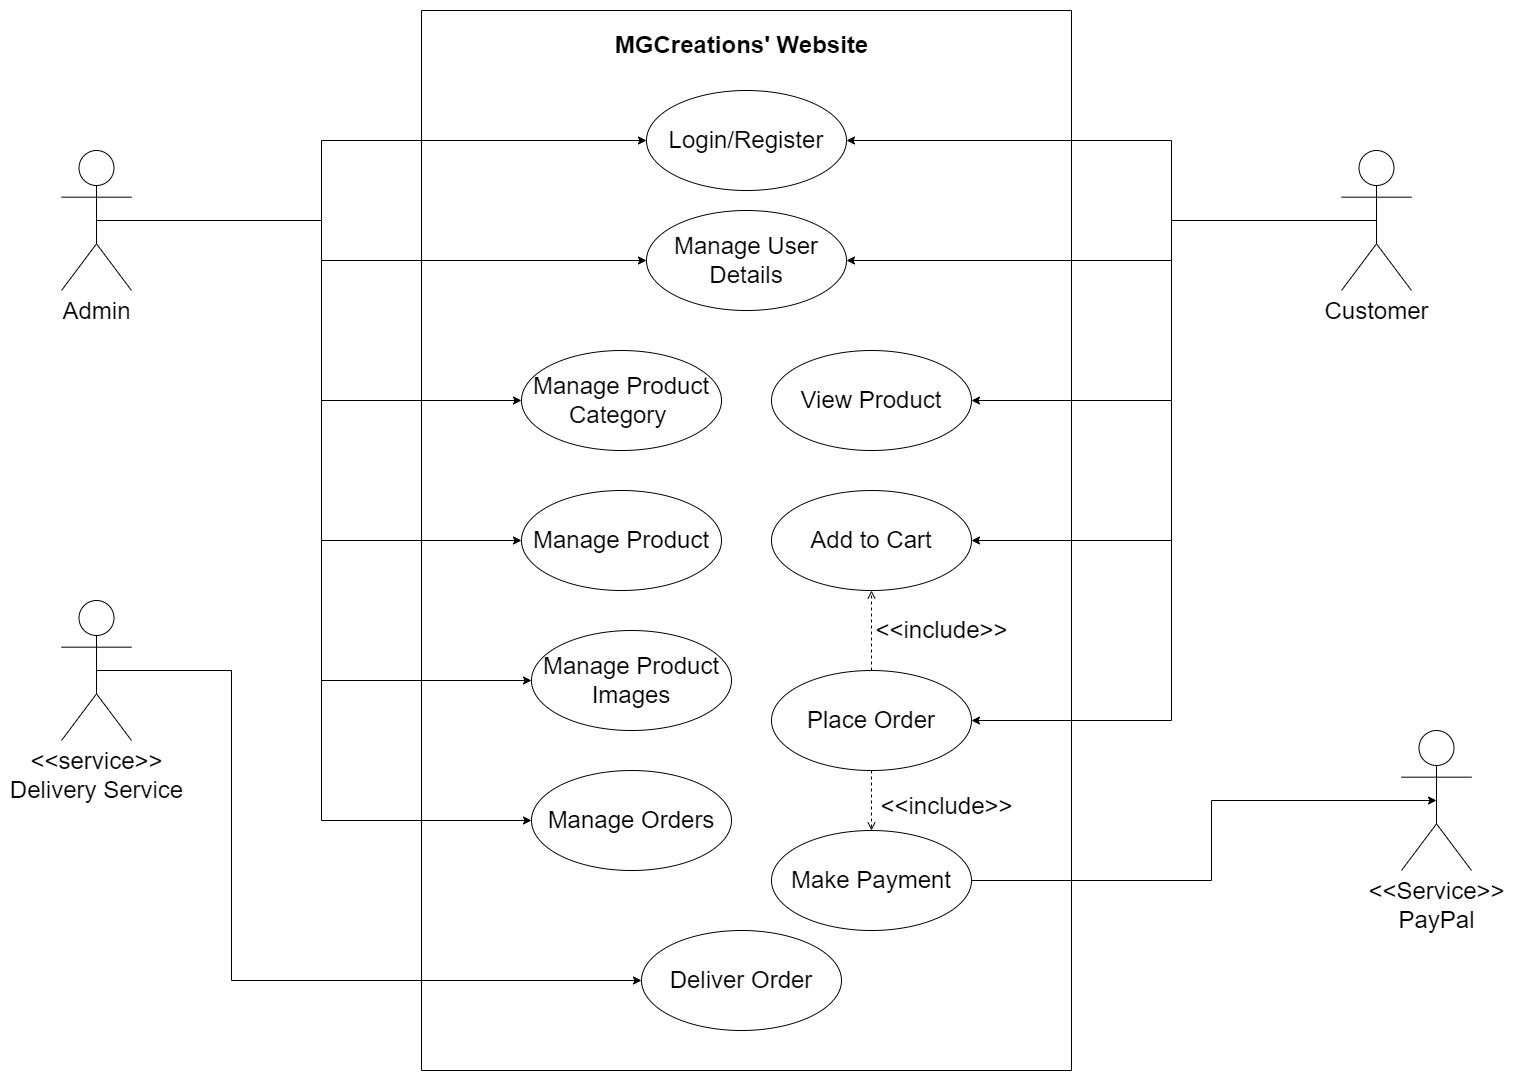 MGCreations' Website
Login/Register
Manage User
Details
Admin
Customer
Manage Product
Category
View Product
Manage Product
Add to Cart
<<include>>
Manage Product
Images
Place Order
<<service>>
Delivery Service
<<include>>
Manage Orders
Make Payment
<<Service>>
PayPal
Deliver Order